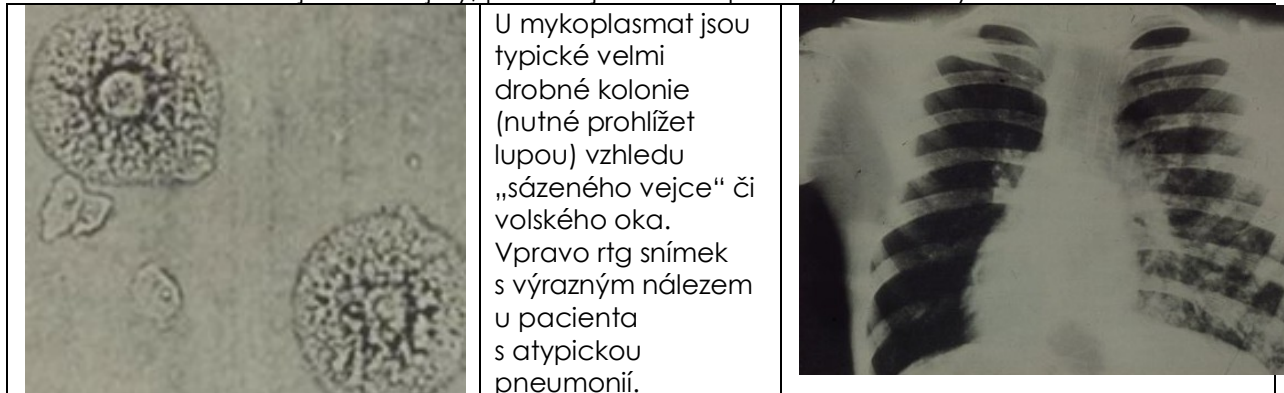 U mykoplasmat jsou
typické velmi
drobné kolonie
(nutné prohlížet
lupou) vzhledu
„sázeného vejce“ či
volského oka.
Vpravo rtg snímek
s výrazným nálezem
u pacienta
s atypickou
pneumonií.